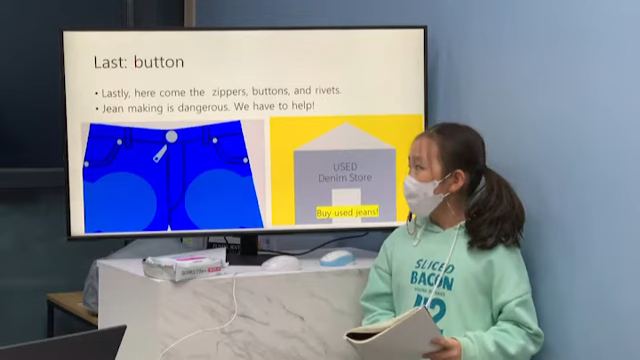 Last: button
• Lastly, here come the zippers, buttons, and rivets.
• Jean making is dangerous. We have to help!
USED
Denim Store
Buy used jeans!
SLICED
BACON